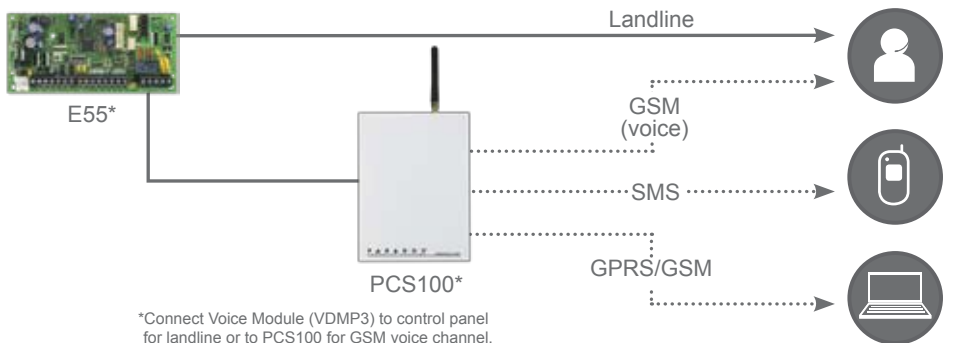 Landline
E55*
GSM
(voice)
SMS
GPRS/GSM
PARADOX
PCS100*
*Connect Voice Module (VDMP3) to control panel
for landline or to PCS100 for GSM voice channel.